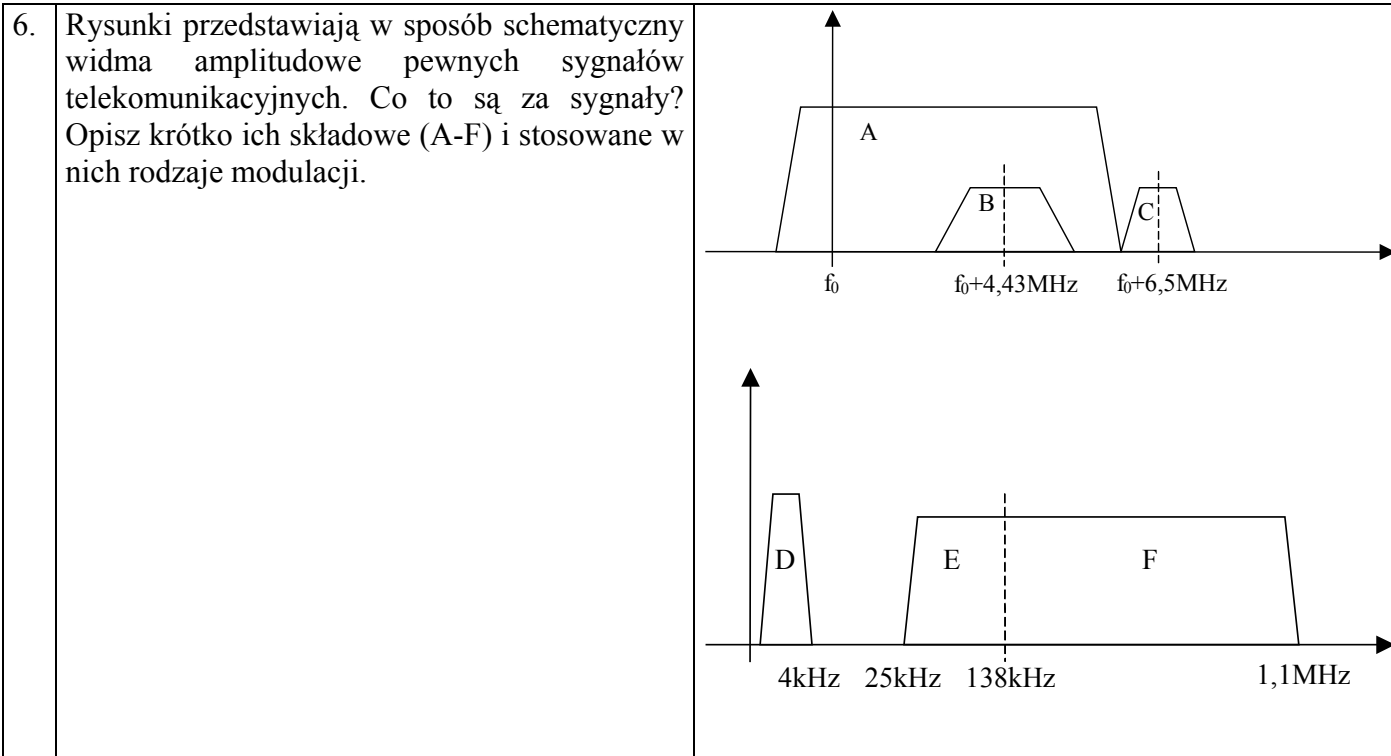 6.
Rysunki przedstawiają w sposób schematyczny
widma amplitudowe pewnych sygnałów
telekomunikacyjnych. Co to są za sygnały?
Opisz krótko ich składowe (A-F) i stosowane w
nich rodzaje modulacji.
A
B
C
f₀
f₀+4,43MHz
f₀+6,5MHz
D
E
F
4kHz
25kHz
138kHz
1,1MHz